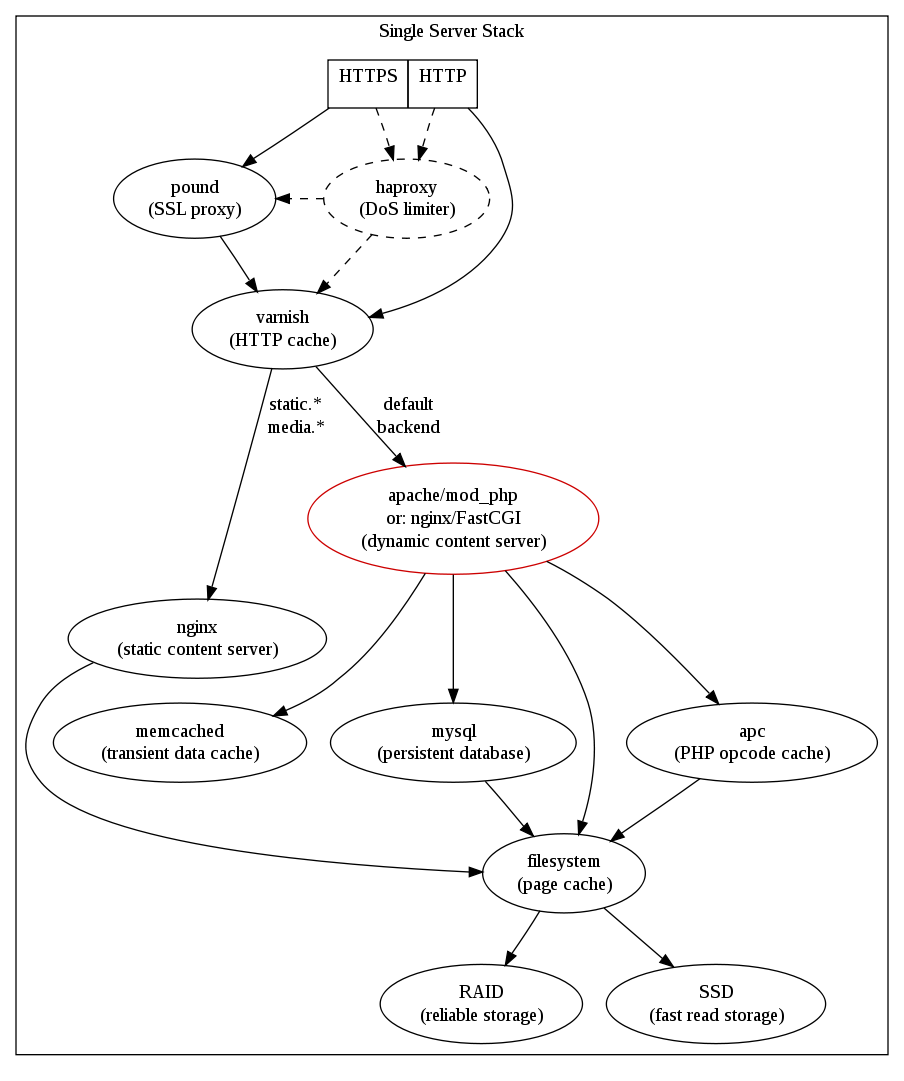 Single Server Stack
HTTPS HTTP
pound
(SSL proxy)
haproxy
(DoS limiter)
varnish
(HTTP cache)
static.*
media.*
default
backend
apache/mod_php
or: nginx/FastCGI
(dynamic content server)
nginx
(static content server)
memcached
(transient data cache)
mysql
(persistent database)
apc
(PHP opcode cache)
filesystem
(page cache)
RAID
(reliable storage)
SSD
(fast read storage)